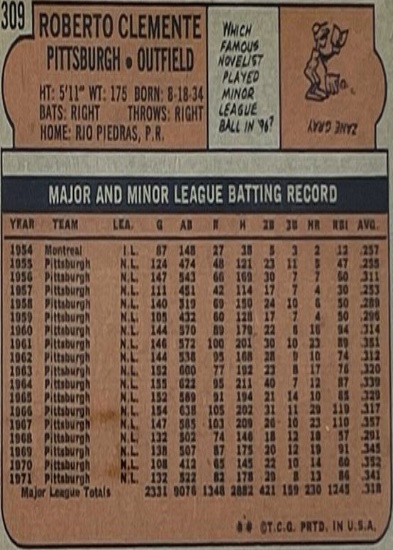 309
ROBERTO CLEMENTE
PITTSBURGH • OUTFIELD
HT: 5'11" WT: 175 BORN: 8-18-34
BATS: RIGHT THROWS: RIGHT
HOME: RIO PIEDRAS, P.R.
WHICH
FAMOUS
NOVELIST
PLAYED
MINOR
LEAGUE
BALL IN '96?
ZANE GRAY
MAJOR AND MINOR LEAGUE BATTING RECORD
YEAR TEAM LEA. G AB R H 2B 3B HR RBI AVG.
1954 Montreal I.L. 87 148 27 38 5 3 2 12 .257
1955 Pittsburgh N.L. 124 474 48 121 23 11 5 47 .255
1956 Pittsburgh N.L. 147 543 66 169 30 7 7 60 .311
1957 Pittsburgh N.L. 111 451 42 114 17 7 4 30 .253
1958 Pittsburgh N.L. 140 519 69 150 24 10 6 50 .289
1959 Pittsburgh N.L. 105 432 60 128 17 7 4 50 .296
1960 Pittsburgh N.L. 144 570 89 179 22 6 16 94 .314
1961 Pittsburgh N.L. 146 572 100 201 30 10 23 89 .351
1962 Pittsburgh N.L. 144 538 95 168 28 9 10 74 .312
1963 Pittsburgh N.L. 152 600 77 192 23 8 17 76 .320
1964 Pittsburgh N.L. 155 622 95 211 40 7 12 87 .339
1965 Pittsburgh N.L. 152 589 91 194 21 14 10 65 .329
1966 Pittsburgh N.L. 154 638 105 202 31 11 29 119 .317
1967 Pittsburgh N.L. 147 585 103 209 26 10 23 110 .357
1968 Pittsburgh N.L. 132 502 74 146 18 12 18 57 .291
1969 Pittsburgh N.L. 138 507 87 175 20 12 19 91 .345
1970 Pittsburgh N.L. 108 412 65 145 22 10 14 60 .352
1971 Pittsburgh N.L. 132 522 82 178 29 8 13 86 .341
Major League Totals 2331 9076 1348 2882 421 159 230 1245 .318
©T.C.G. PRTD. IN U.S.A.